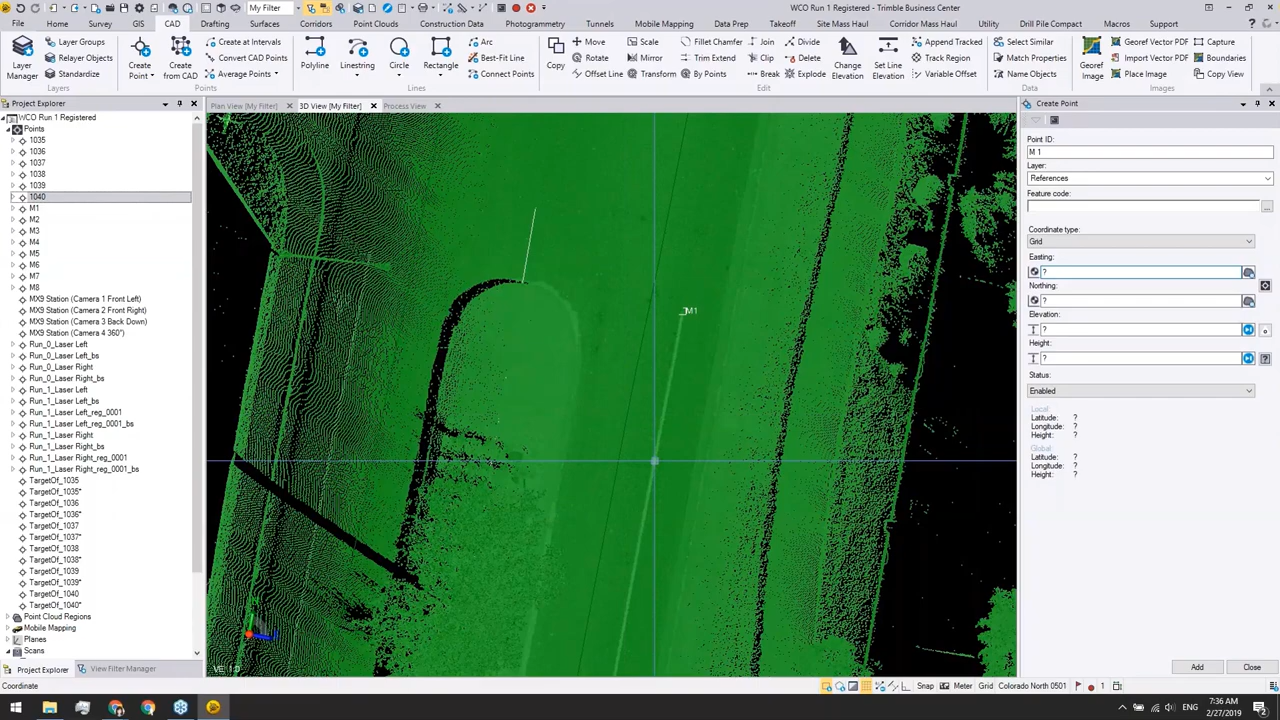 My Filter
WCO Run 1 Registered - Trimble Business Center
File Home Survey GIS CAD Drafting Surfaces Corridors Point Clouds Construction Data Photogrammetry Tunnels Mobile Mapping Data Prep Takeoff Site Mass Haul Corridor Mass Haul Utility Drill Pile Compact Macros Support
Layer Manager
Layer Groups
Relayer Objects
Standardize
Layers
Create Point
Create from CAD
Create at Intervals
Convert CAD Points
Average Points
Points
Polyline
Linestring
Circle
Rectangle
Arc
Best-Fit Line
Connect Points
Lines
Copy
Move
Rotate
Offset Line
Scale
Mirror
Transform
Fillet Chamfer
Trim Extend
By Points
Join
Clip
Break
Divide
Delete
Explode
Change Elevation
Set Line Elevation
Append Tracked
Track Region
Variable Offset
Edit
Select Similar
Match Properties
Name Objects
Data
Georef Image
Georef Vector PDF
Import Vector PDF
Place Image
Capture
Boundaries
Copy View
Images
Project Explorer
WCO Run 1 Registered
Points
1035
1036
1037
1038
1039
1040
M1
M2
M3
M4
M5
M6
M7
M8
MX9 Station (Camera 1 Front Left)
MX9 Station (Camera 2 Front Right)
MX9 Station (Camera 3 Back Down)
MX9 Station (Camera 4 360°)
Run_0_Laser Left
Run_0_Laser Left_bs
Run_0_Laser Right
Run_0_Laser Right_bs
Run_1_Laser Left
Run_1_Laser Left_bs
Run_1_Laser Left_reg_0001
Run_1_Laser Left_reg_0001_bs
Run_1_Laser Right
Run_1_Laser Right_bs
Run_1_Laser Right_reg_0001
Run_1_Laser Right_reg_0001_bs
TargetOf_1035
TargetOf_1035*
TargetOf_1036
TargetOf_1036*
TargetOf_1037
TargetOf_1037*
TargetOf_1038
TargetOf_1038*
TargetOf_1039
TargetOf_1039*
TargetOf_1040
TargetOf_1040*
Point Cloud Regions
Mobile Mapping
Planes
Scans
Project Explorer View Filter Manager
Coordinate
Plan View [My Filter] 3D View [My Filter] Process View
M1
Create Point
Point ID:
M 1
Layer:
References
Feature code:
Coordinate type:
Grid
Easting:
?
Northing:
?
Elevation:
?
Height:
?
Status:
Enabled
Local:
Latitude: ?
Longitude: ?
Height: ?
Global:
Latitude: ?
Longitude: ?
Height: ?
Add Close
Snap Meter Grid Colorado North 0501 1
ENG
7:36 AM
2/27/2019